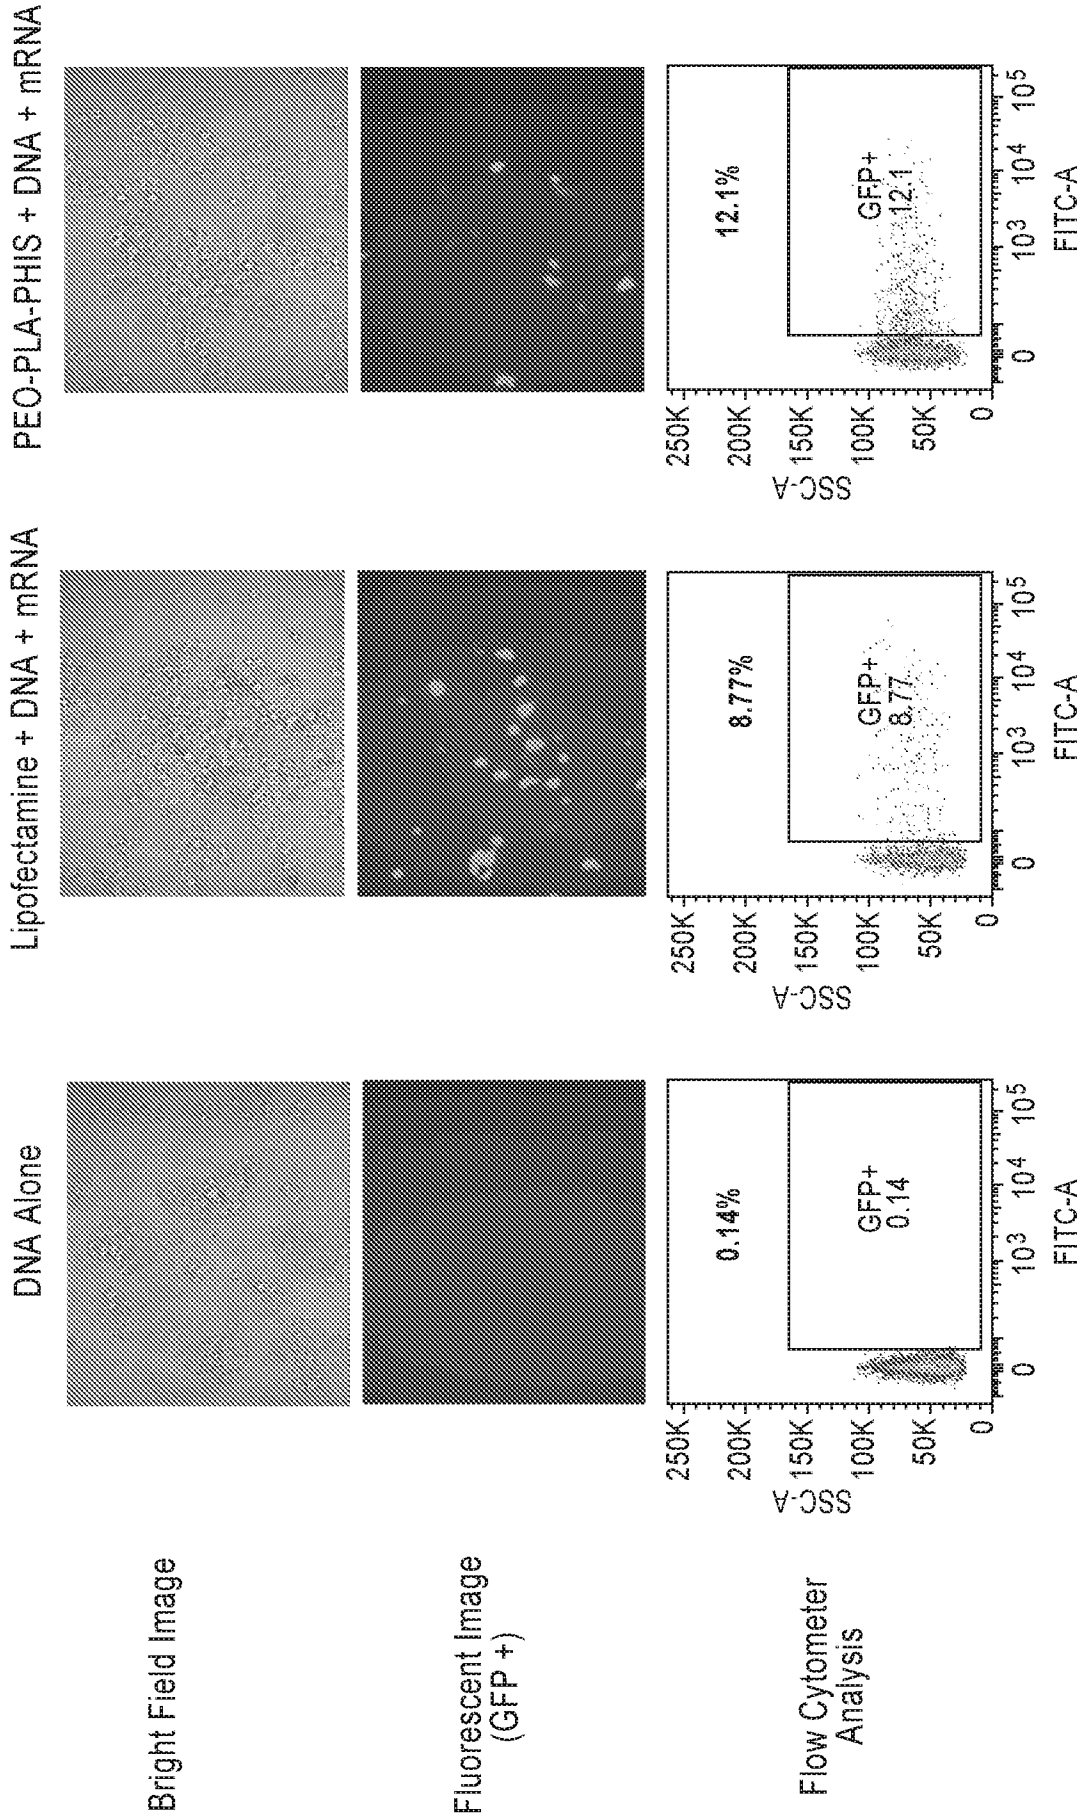 DNA Alone
Lipofectamine + DNA + mRNA
PEO-PLA-PHIS + DNA + mRNA
Bright Field Image
Fluorescent Image
(GFP +)
Flow Cytometer
Analysis
250K
200K
150K
100K
50K
0
SSC-A
0.14%
GFP+
0.14
0
10³
10⁴
10⁵
FITC-A
250K
200K
150K
100K
50K
0
SSC-A
8.77%
GFP+
8.77
0
10³
10⁴
10⁵
FITC-A
250K
200K
150K
100K
50K
0
SSC-A
12.1%
GFP+
12.1
0
10³
10⁴
10⁵
FITC-A